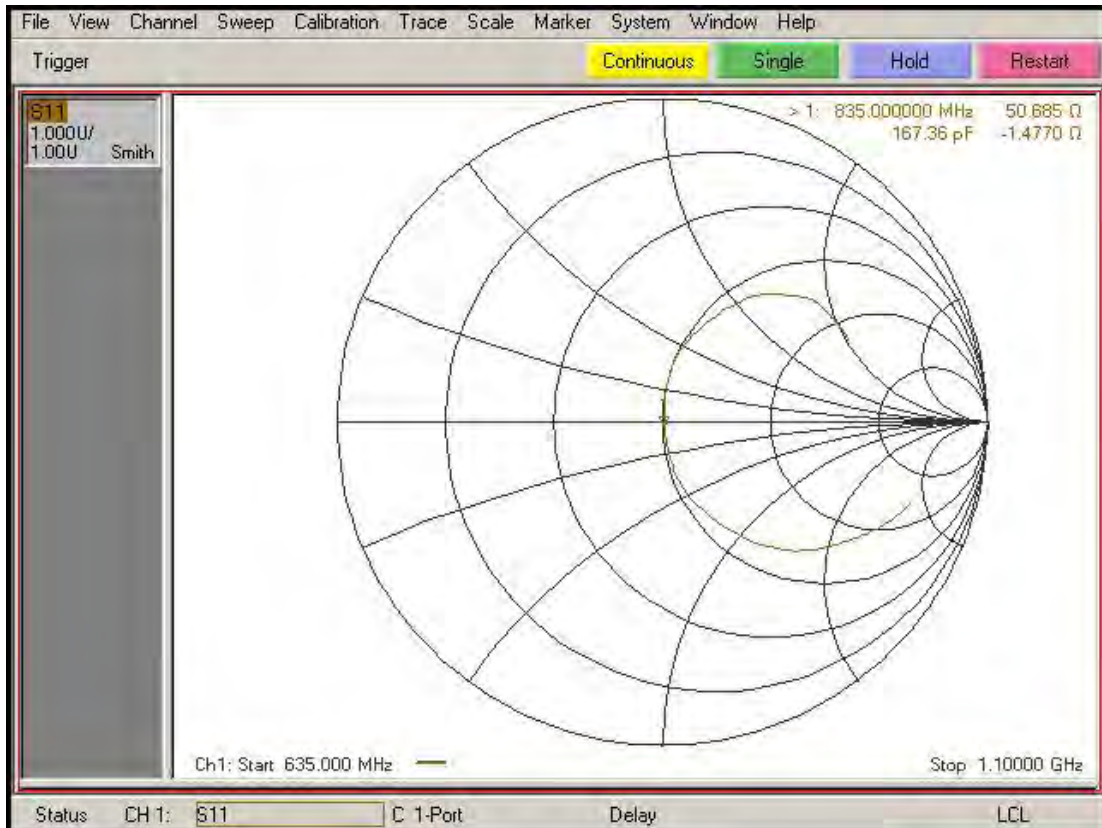 File View Channel Sweep Calibration Trace Scale Marker System Window Help
Trigger Continuous Single Hold Restart
S11
1.000U/
1.00U Smith
> 1: 835.000000 MHz 50.685 Ω
167.36 pF -1.4770 Ω
Ch1: Start 635.000 MHz Stop 1.10000 GHz
Status CH 1: S11 C 1-Port Delay LCL